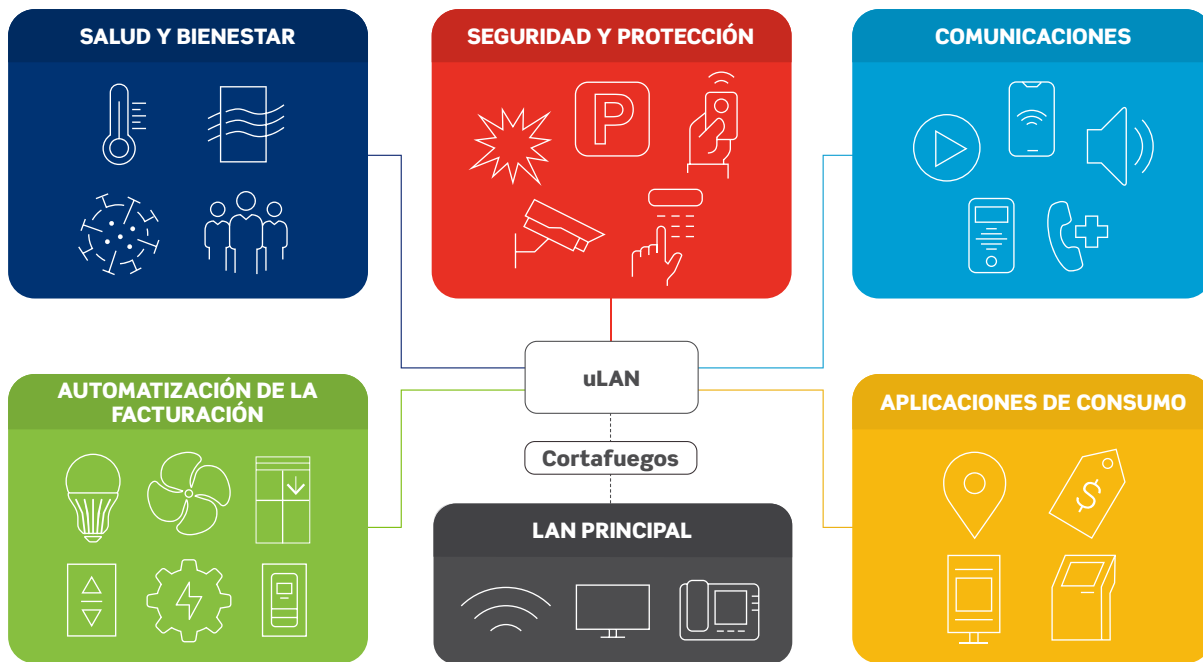 SALUD Y BIENESTAR
SEGURIDAD Y PROTECCIÓN
P
COMUNICACIONES
uLAN
AUTOMATIZACIÓN DE LA
FACTURACIÓN
Cortafuegos
LAN PRINCIPAL
APLICACIONES DE CONSUMO
$